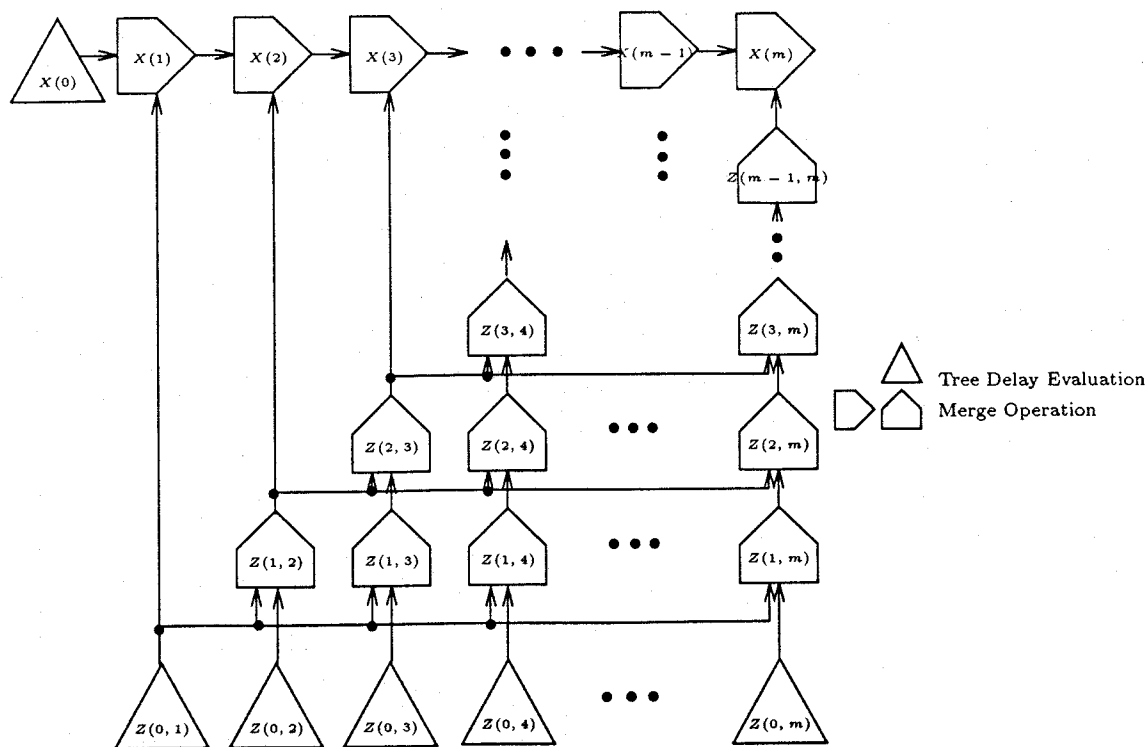 X(0)
X(1)
X(2)
X(3)
X(m − 1)
X(m)
Z(m − 1, m)
Z(3, 4)
Z(3, m)
Tree Delay Evaluation
Merge Operation
Z(2, 3)
Z(2, 4)
Z(2, m)
Z(1, 2)
Z(1, 3)
Z(1, 4)
Z(1, m)
Z(0, 1)
Z(0, 2)
Z(0, 3)
Z(0, 4)
Z(0, m)